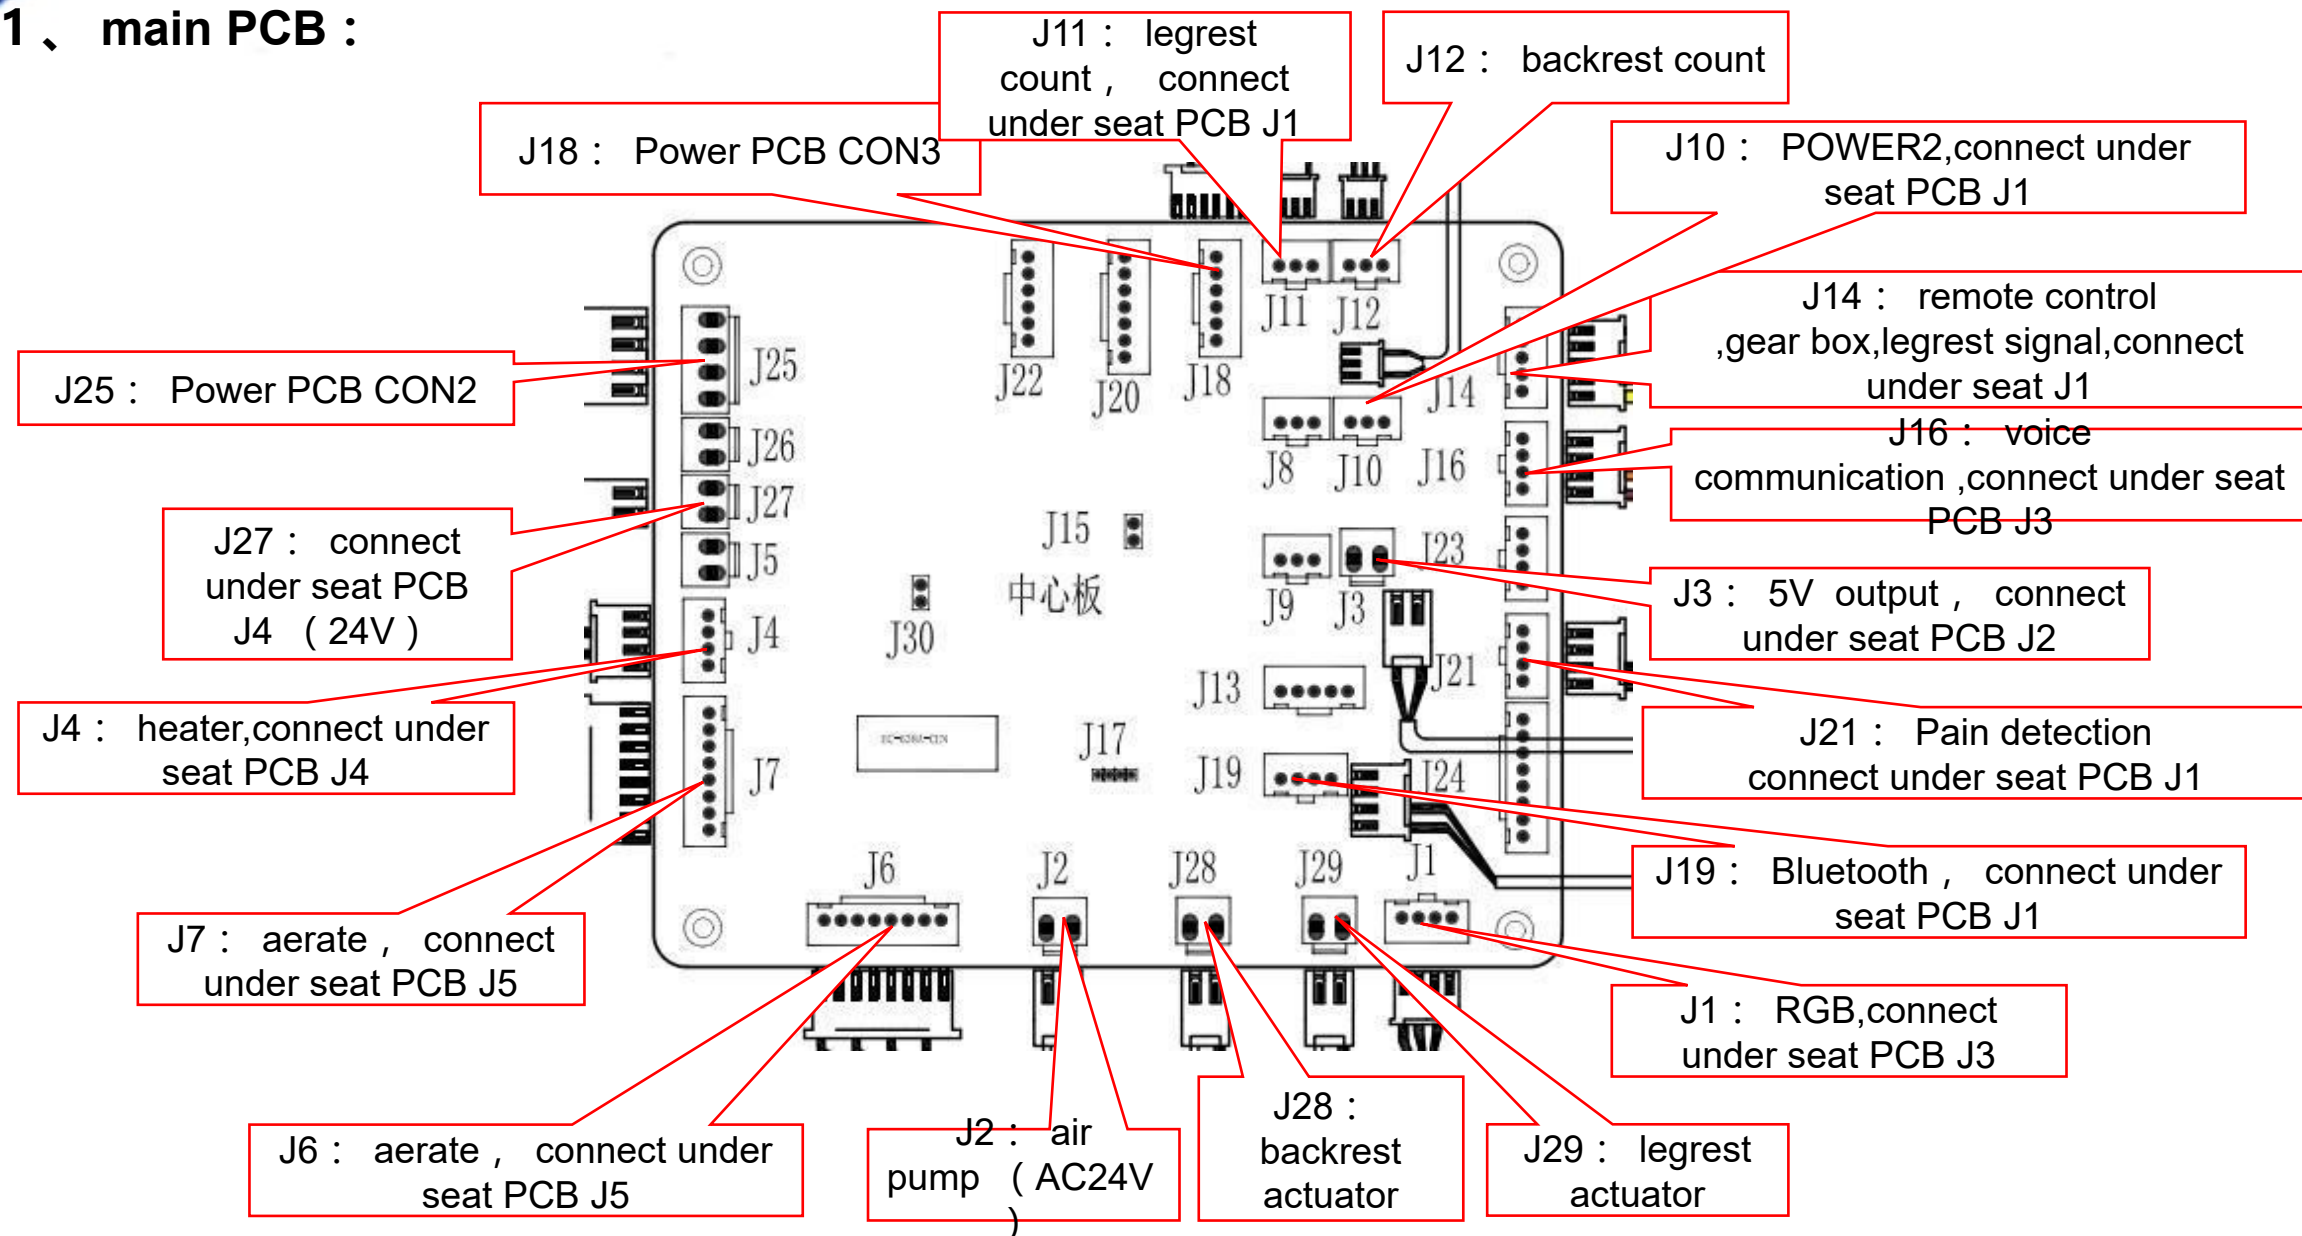 1、 main PCB：
J11： legrest
count， connect
under seat PCB J1
J12： backrest count
J18： Power PCB CON3
J10： POWER2,connect under
seat PCB J1
J14： remote control
,gear box,legrest signal,connect
under seat J1
J25： Power PCB CON2
J16： voice
communication ,connect under seat
PCB J3
J27： connect
under seat PCB
J4 （24V）
J3： 5V output， connect
under seat PCB J2
J4： heater,connect under
seat PCB J4
J21： Pain detection
connect under seat PCB J1
J19： Bluetooth， connect under
seat PCB J1
J7： aerate， connect
under seat PCB J5
J1： RGB,connect
under seat PCB J3
J6： aerate， connect under
seat PCB J5
J2： air
pump （AC24V
）
J28：
backrest
actuator
J29： legrest
actuator
J11
J12
J25
J22
J20
J18
J14
J26
J8
J10
J16
J27
J15
J5
J23
中心板
J9
J3
J4
J30
J13
J21
J17
J7
J19
J24
J6
J2
J28
J29
J1